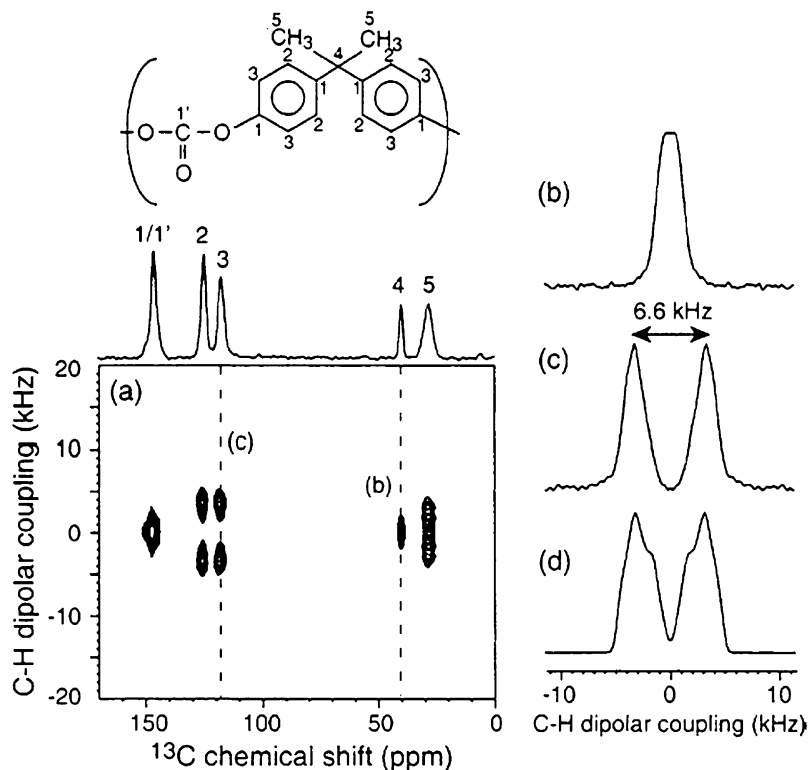 5 5
CH3 CH3
4
3 2 2 3
1 1
1' O C O 1 2 2 1
3 3
O
1/1' 2 3 4 5
(a)
(c)
(b)
20
10
0
-10
-20
C-H dipolar coupling (kHz)
150 100 50 0
13C chemical shift (ppm)
(b)
6.6 kHz
(c)
(d)
-10 0 10
C-H dipolar coupling (kHz)